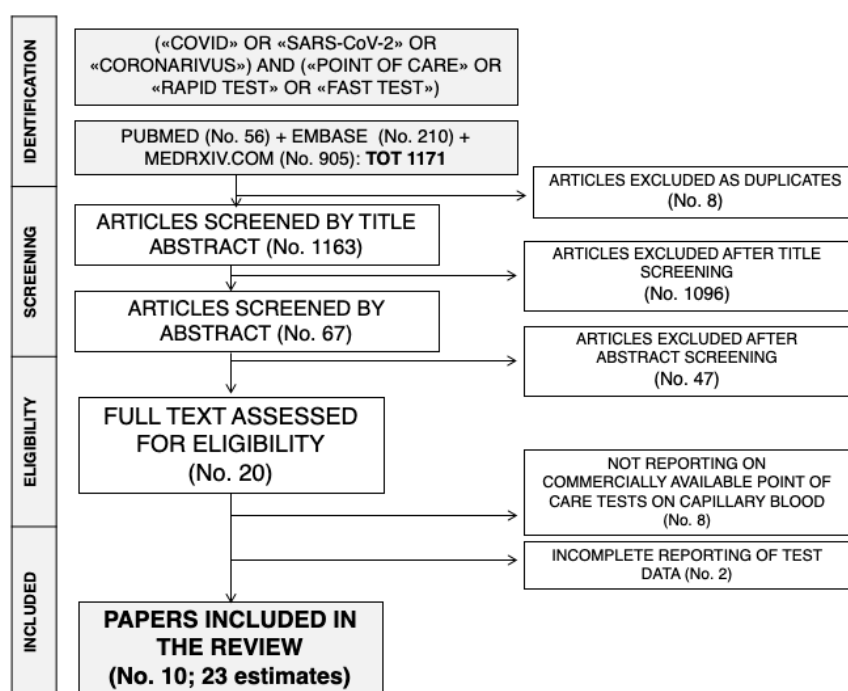 IDENTIFICATION
(«COVID» OR «SARS-CoV-2» OR
«CORONARIVUS») AND («POINT OF CARE» OR
«RAPID TEST» OR «FAST TEST»)
PUBMED (No. 56) + EMBASE (No. 210) +
MEDRXIV.COM (No. 905): TOT 1171
ARTICLES EXCLUDED AS DUPLICATES
(No. 8)
SCREENING
ARTICLES SCREENED BY TITLE
ABSTRACT (No. 1163)
ARTICLES EXCLUDED AFTER TITLE
SCREENING
(No. 1096)
ARTICLES SCREENED BY
ABSTRACT (No. 67)
ARTICLES EXCLUDED AFTER
ABSTRACT SCREENING
(No. 47)
ELIGIBILITY
FULL TEXT ASSESSED
FOR ELIGIBILITY
(No. 20)
NOT REPORTING ON
COMMERCIALLY AVAILABLE POINT OF
CARE TESTS ON CAPILLARY BLOOD
(No. 8)
INCOMPLETE REPORTING OF TEST
DATA (No. 2)
INCLUDED
PAPERS INCLUDED IN
THE REVIEW
(No. 10; 23 estimates)